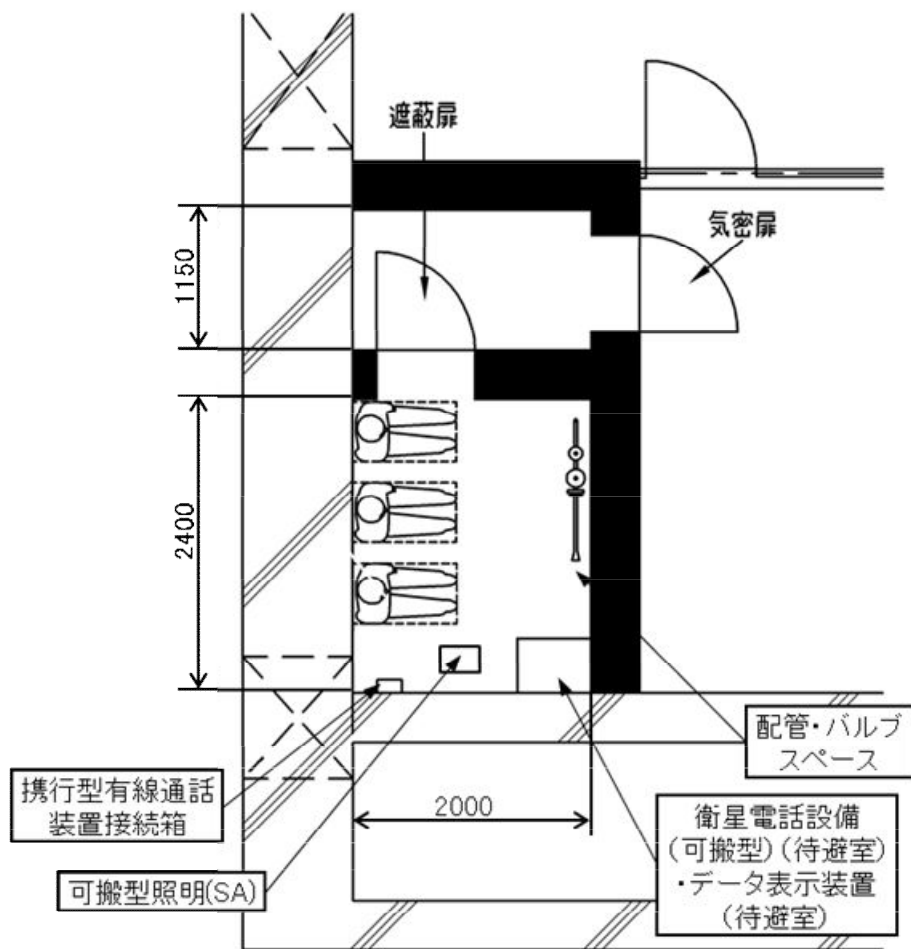 遮蔽扉
気密扉
1150
2400
配管・バルブ
スペース
携行型有線通話
装置接続箱
2000
衛星電話設備
(可搬型)(待避室)
・データ表示装置
(待避室)
可搬型照明(SA)